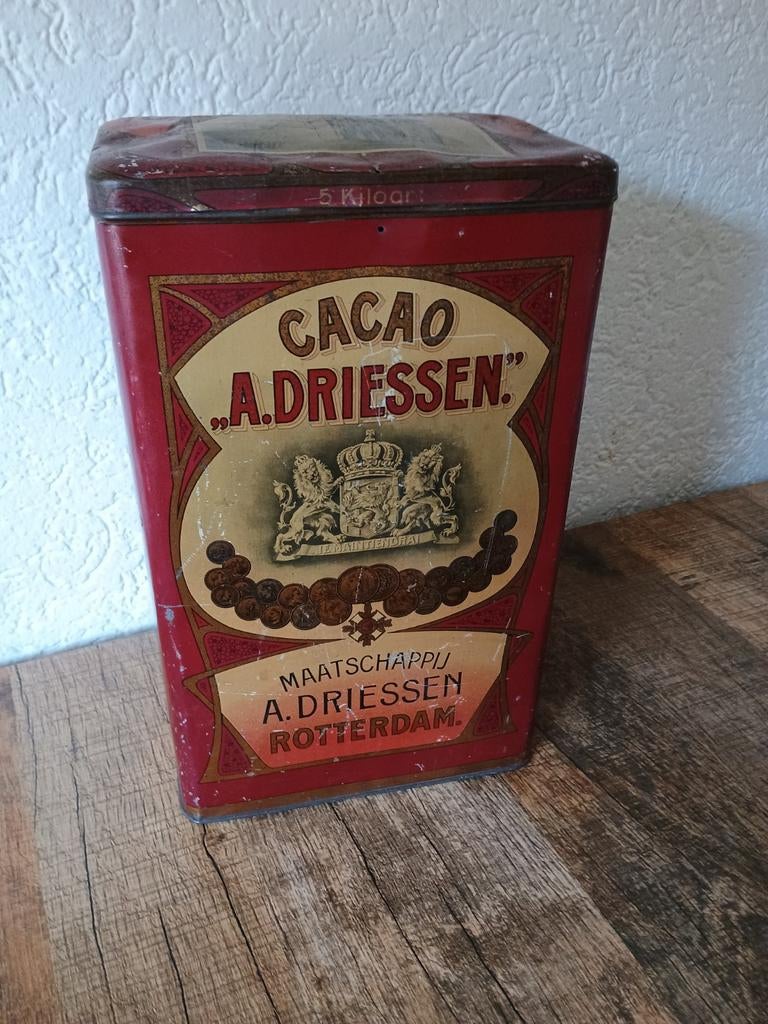 5 Kilogr.
CACAO
„A.DRIESSEN.”
JE MAINTIENDRAI
MAATSCHAPPIJ
A. DRIESSEN
ROTTERDAM.